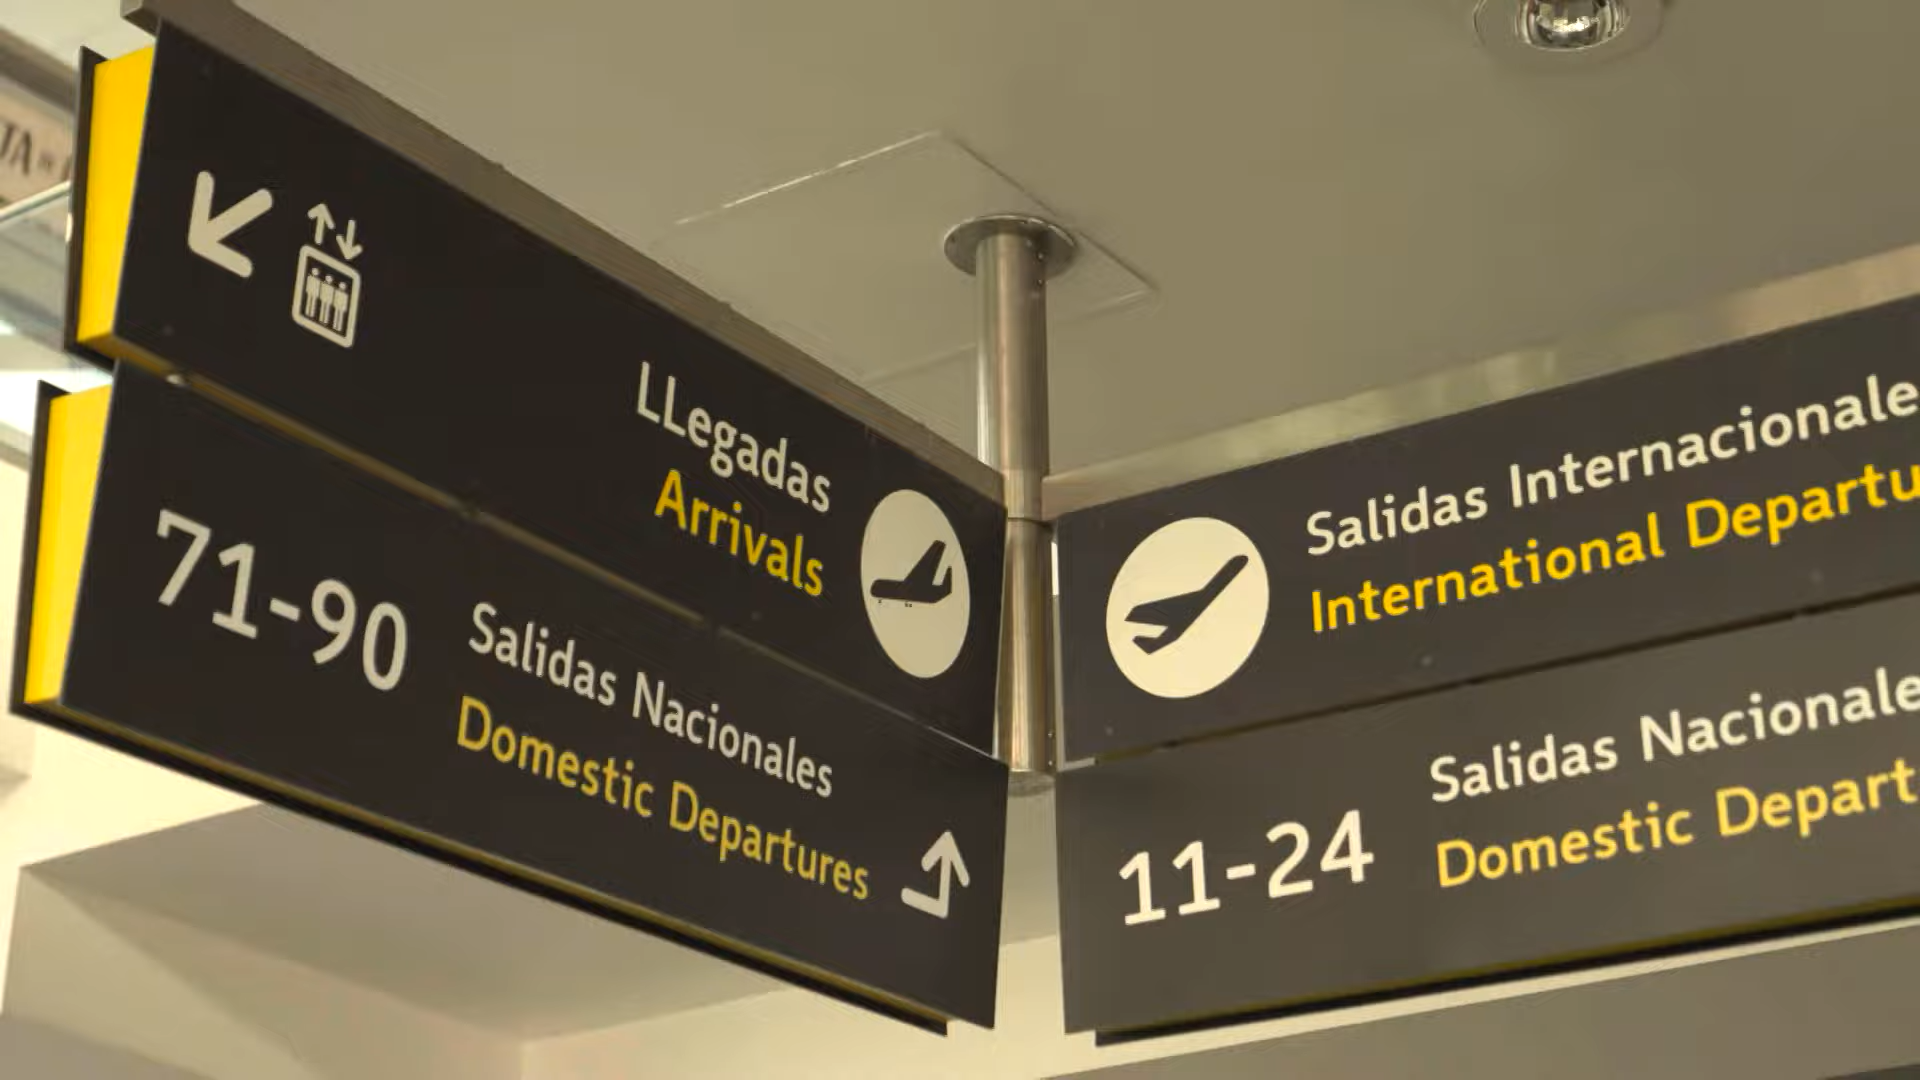 LLegadas
Arrivals
71-90
Salidas Nacionales
Domestic Departures
Salidas Internacionale
International Departu
11-24
Salidas Nacionale
Domestic Depart